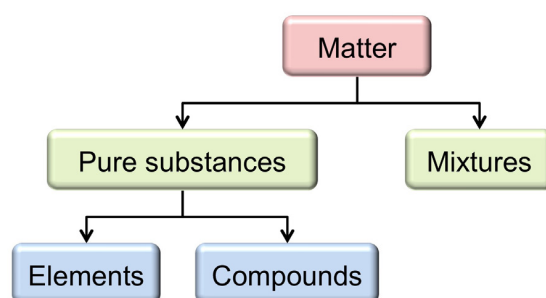 Matter
Pure substances
Mixtures
Elements
Compounds